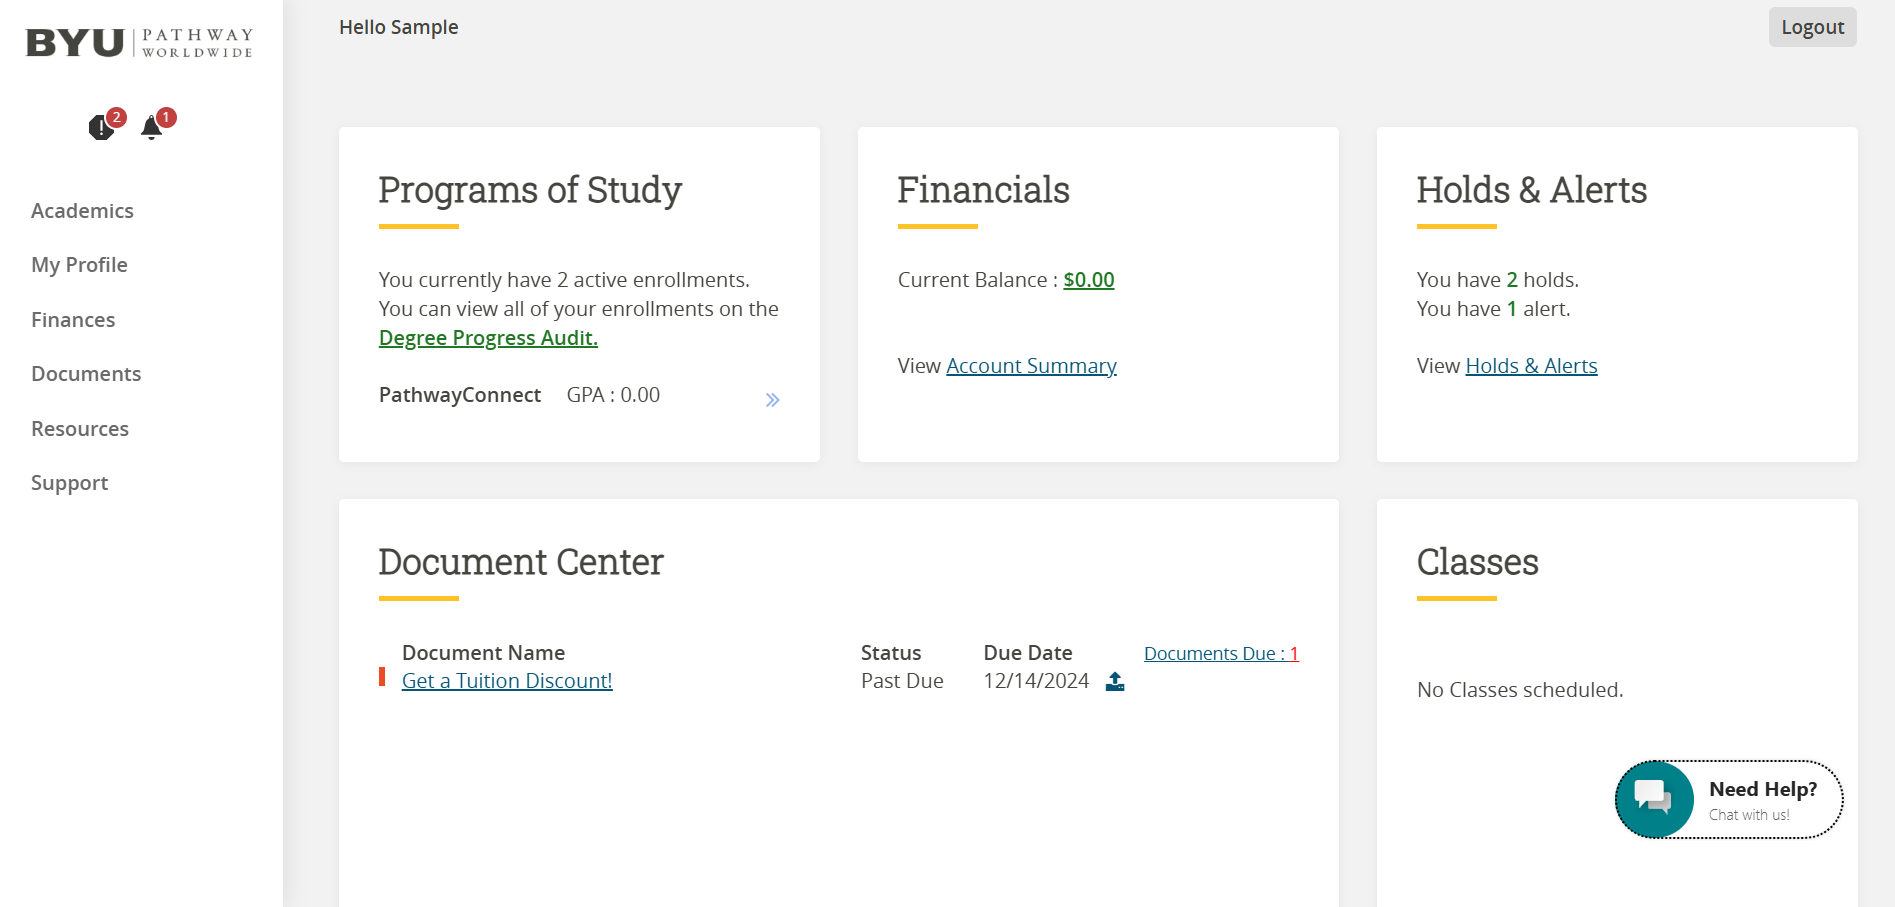 BYU PATHWAY
WORLDWIDE
2
1
Academics
My Profile
Finances
Documents
Resources
Support
Hello Sample
Logout
Programs of Study
You currently have 2 active enrollments.
You can view all of your enrollments on the
Degree Progress Audit.
PathwayConnect GPA : 0.00
Financials
Current Balance : $0.00
View Account Summary
Holds & Alerts
You have 2 holds.
You have 1 alert.
View Holds & Alerts
Document Center
Document Name Status Due Date Documents Due : 1
Get a Tuition Discount! Past Due 12/14/2024
Classes
No Classes scheduled.
Need Help?
Chat with us!